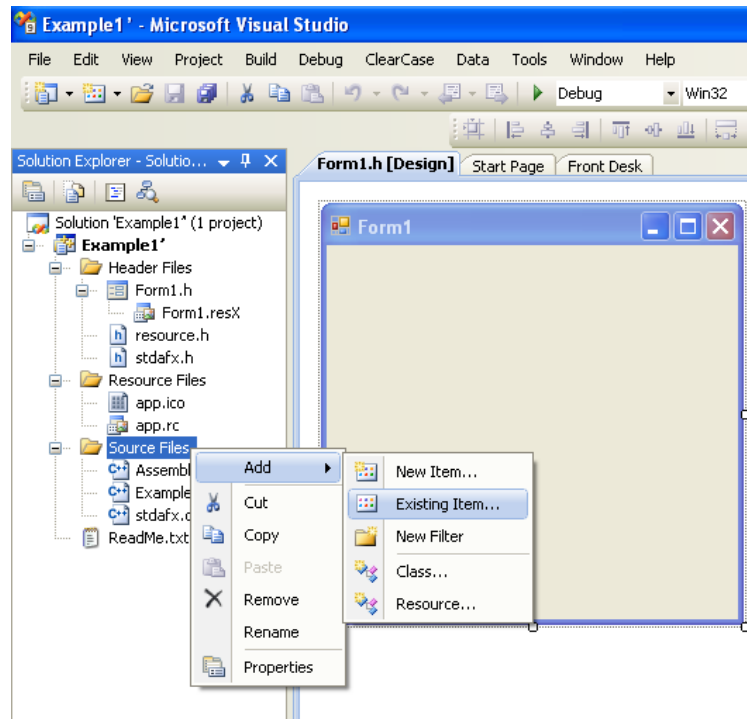 Example1' - Microsoft Visual Studio
File Edit View Project Build Debug ClearCase Data Tools Window Help
Debug Win32
Solution Explorer - Solutio...
Form1.h [Design] Start Page Front Desk
Solution 'Example1' (1 project)
Example1'
Header Files
Form1.h
Form1.resX
resource.h
stdafx.h
Resource Files
app.ico
app.rc
Source Files
Assembl
Example
stdafx.c
ReadMe.txt
Form1
Add
Cut
Copy
Paste
Remove
Rename
Properties
New Item...
Existing Item...
New Filter
Class...
Resource...